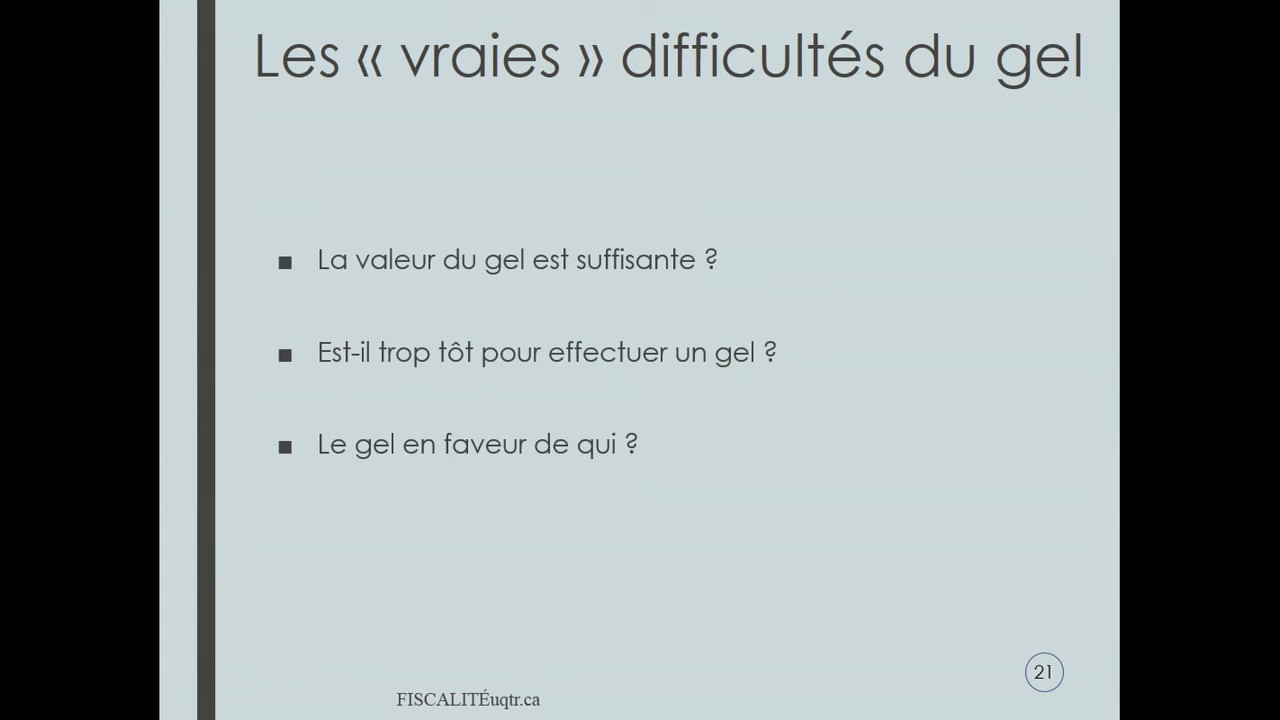 Les « vraies » difficultés du gel
▪ La valeur du gel est suffisante ?
▪ Est-il trop tôt pour effectuer un gel ?
▪ Le gel en faveur de qui ?
21
FISCALITÉuqtr.ca